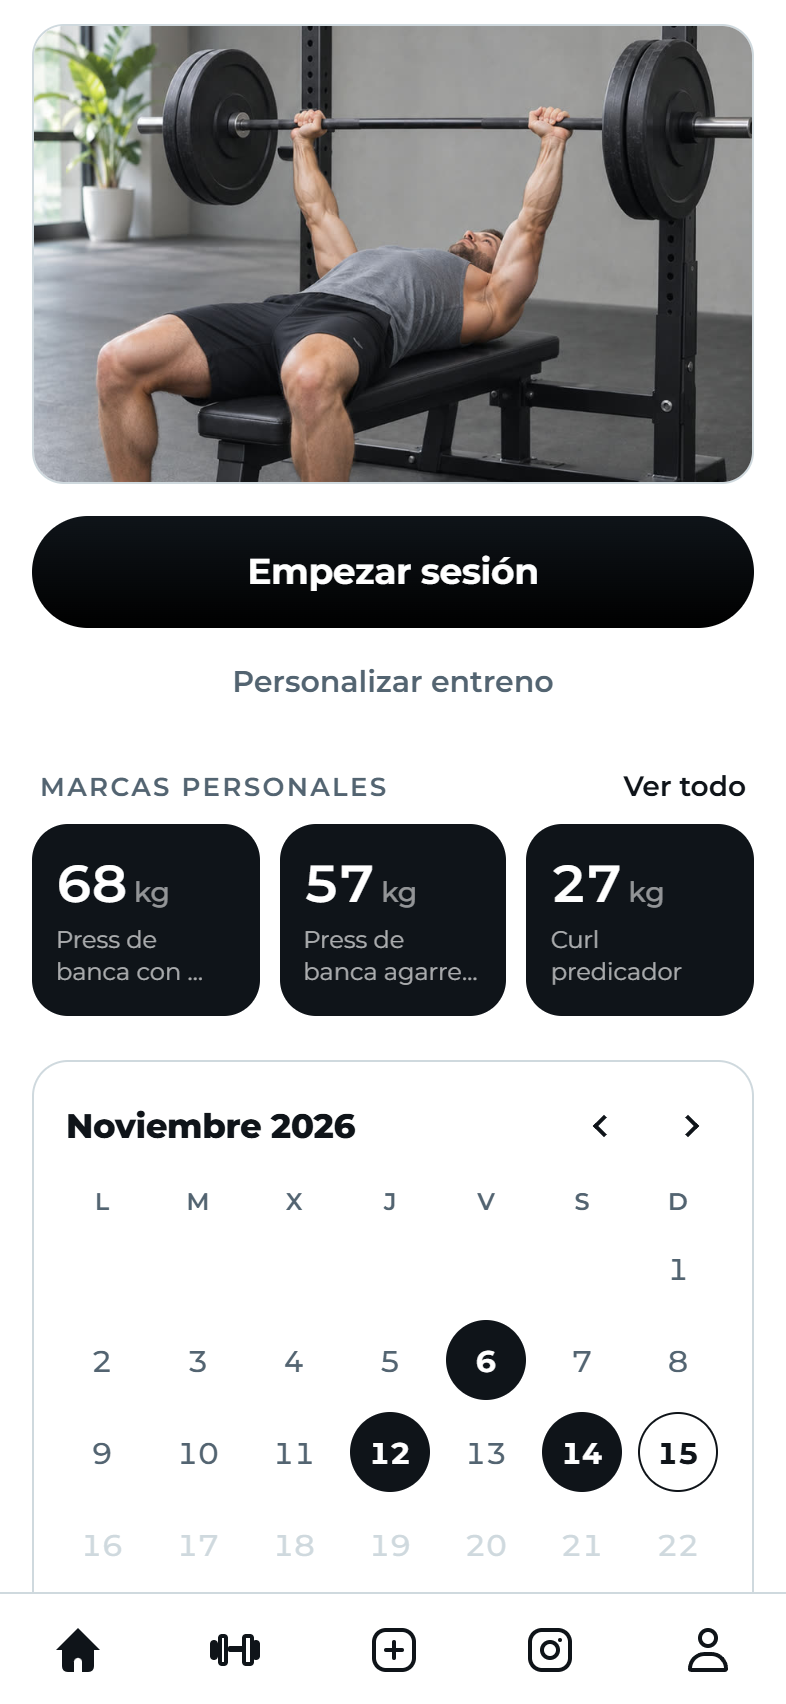 Empezar sesión
Personalizar entreno
MARCAS PERSONALES Ver todo
68 kg
Press de
banca con ...
57 kg
Press de
banca agarre...
27 kg
Curl
predicador
Noviembre 2026
L M X J V S D
1
2 3 4 5 6 7 8
9 10 11 12 13 14 15
16 17 18 19 20 21 22